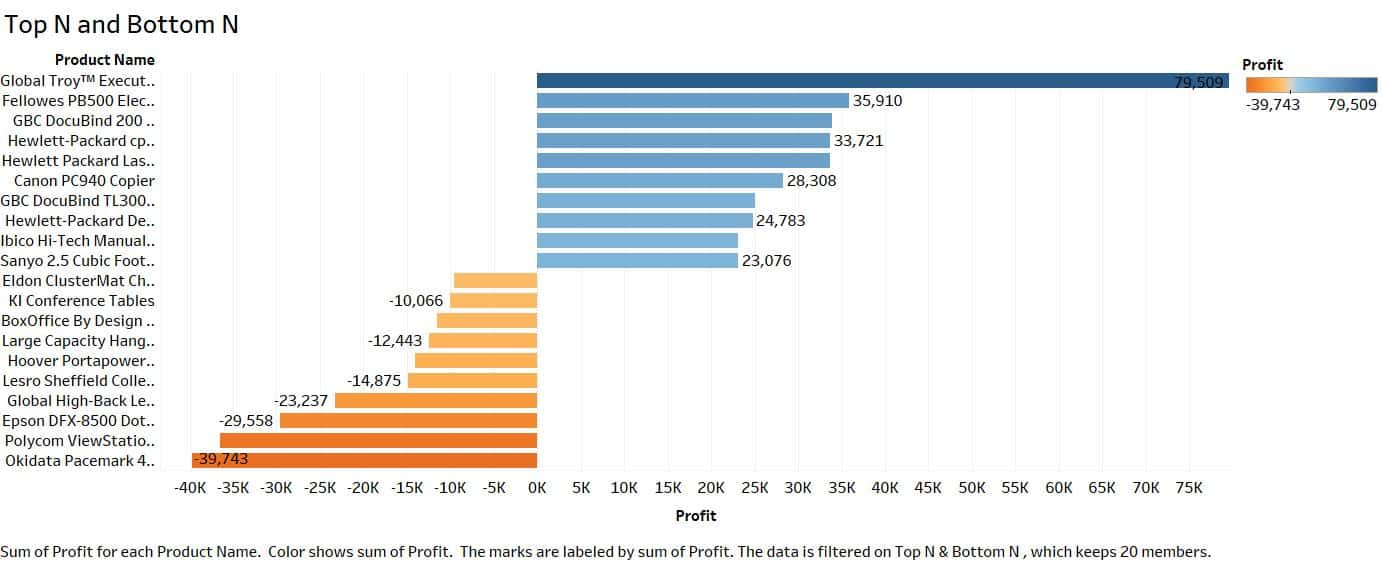 Top N and Bottom N
Product Name
Profit
Global Troy™ Execut.. 79,509
-39,743 79,509
Fellowes PB500 Elec.. 35,910
GBC DocuBind 200 ..
Hewlett-Packard cp.. 33,721
Hewlett Packard Las..
Canon PC940 Copier 28,308
GBC DocuBind TL300..
Hewlett-Packard De.. 24,783
Ibico Hi-Tech Manual..
Sanyo 2.5 Cubic Foot.. 23,076
Eldon ClusterMat Ch..
KI Conference Tables -10,066
BoxOffice By Design ..
Large Capacity Hang.. -12,443
Hoover Portapower..
Lesro Sheffield Colle.. -14,875
Global High-Back Le.. -23,237
Epson DFX-8500 Dot.. -29,558
Polycom ViewStatio..
Okidata Pacemark 4.. -39,743
-40K -35K -30K -25K -20K -15K -10K -5K 0K 5K 10K 15K 20K 25K 30K 35K 40K 45K 50K 55K 60K 65K 70K 75K
Profit
Sum of Profit for each Product Name. Color shows sum of Profit. The marks are labeled by sum of Profit. The data is filtered on Top N & Bottom N , which keeps 20 members.